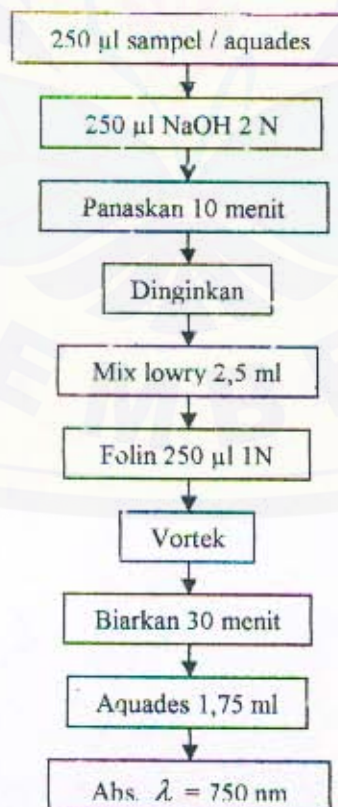 250 µl sampel / aquades
250 µl NaOH 2 N
Panaskan 10 menit
Dinginkan
Mix lowry 2,5 ml
Folin 250 µl 1N
Vortek
Biarkan 30 menit
Aquades 1,75 ml
Abs. λ = 750 nm